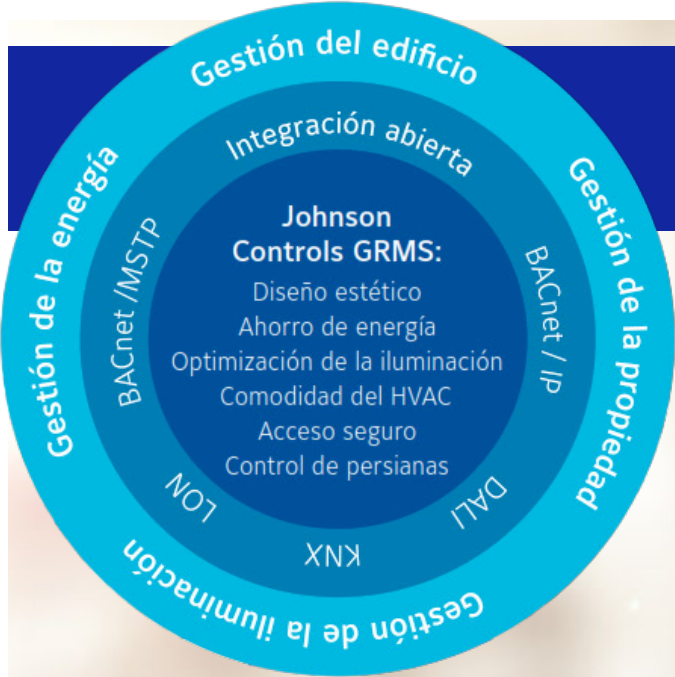 Gestión del edificio
Gestión de la propiedad
Gestión de la iluminación
Gestión de la energía
Integración abierta
BACnet / IP
DALI
KNX
LON
BACnet /MSTP
Johnson
Controls GRMS:
Diseño estético
Ahorro de energía
Optimización de la iluminación
Comodidad del HVAC
Acceso seguro
Control de persianas